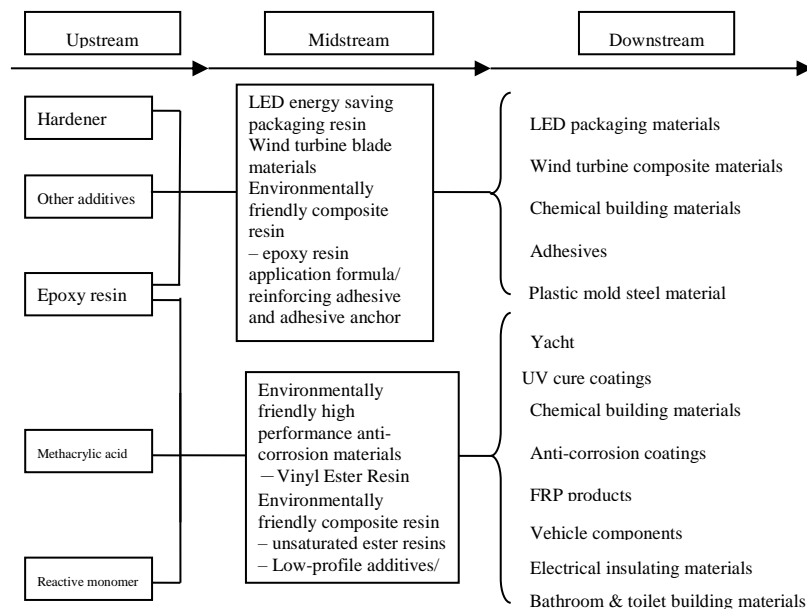 Upstream
Midstream
Downstream
Hardener
Other additives
Epoxy resin
Methacrylic acid
Reactive monomer
LED energy saving
packaging resin
Wind turbine blade
materials
Environmentally
friendly composite
resin
– epoxy resin
application formula/
reinforcing adhesive
and adhesive anchor
Environmentally
friendly high
performance anti-
corrosion materials
－Vinyl Ester Resin
Environmentally
friendly composite resin
– unsaturated ester resins
– Low-profile additives/
LED packaging materials
Wind turbine composite materials
Chemical building materials
Adhesives
Plastic mold steel material
Yacht
UV cure coatings
Chemical building materials
Anti-corrosion coatings
FRP products
Vehicle components
Electrical insulating materials
Bathroom & toilet building materials